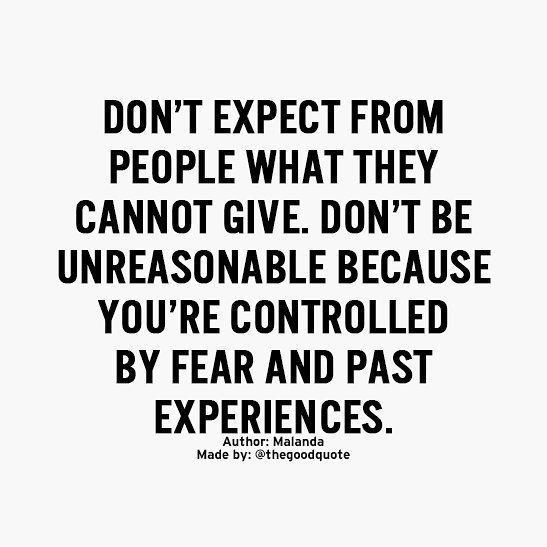 DON’T EXPECT FROM
PEOPLE WHAT THEY
CANNOT GIVE. DON’T BE
UNREASONABLE BECAUSE
YOU’RE CONTROLLED
BY FEAR AND PAST
EXPERIENCES.
Author: Malanda
Made by: @thegoodquote